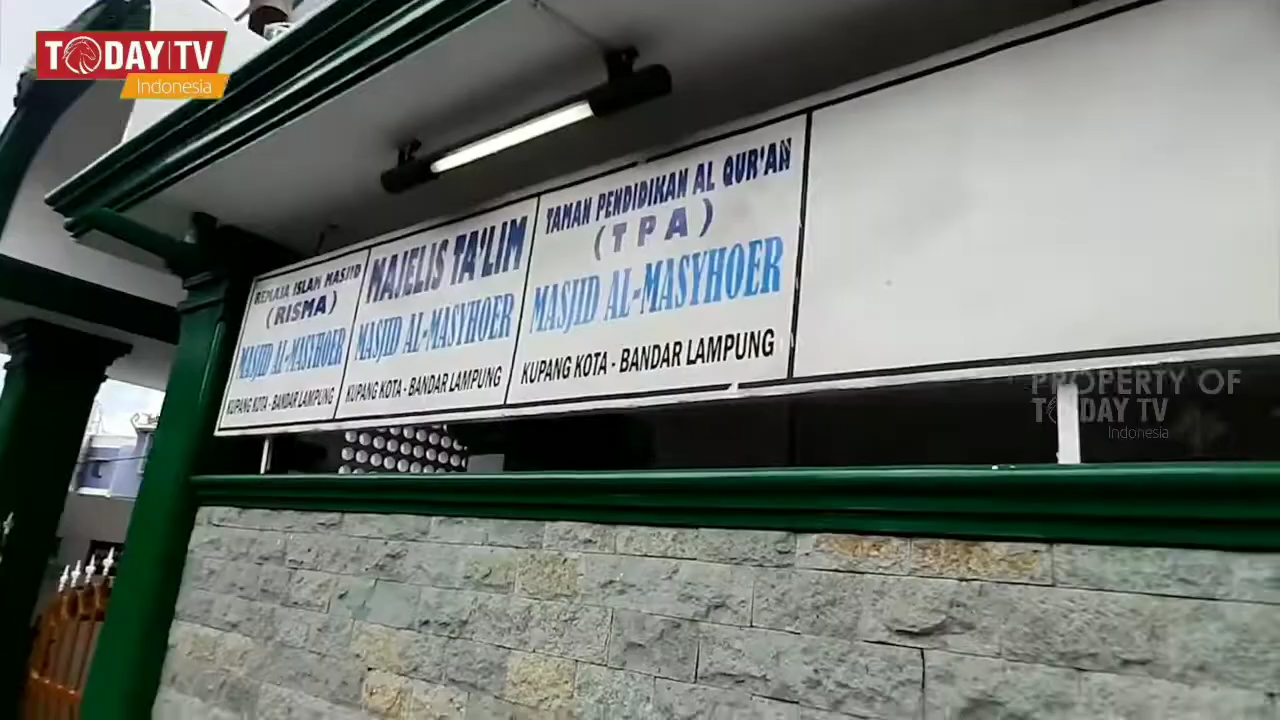 TODAY TV
Indonesia
REMAJA ISLAM MASJID
(RISMA)
MASJID AL-MASYHOER
KUPANG KOTA - BANDAR LAMPUNG
MAJELIS TA'LIM
MASJID AL-MASYHOER
KUPANG KOTA - BANDAR LAMPUNG
TAMAN PENDIDIKAN AL QUR'AN
(TPA)
MASJID AL-MASYHOER
KUPANG KOTA - BANDAR LAMPUNG
PROPERTY OF
TODAY TV
Indonesia